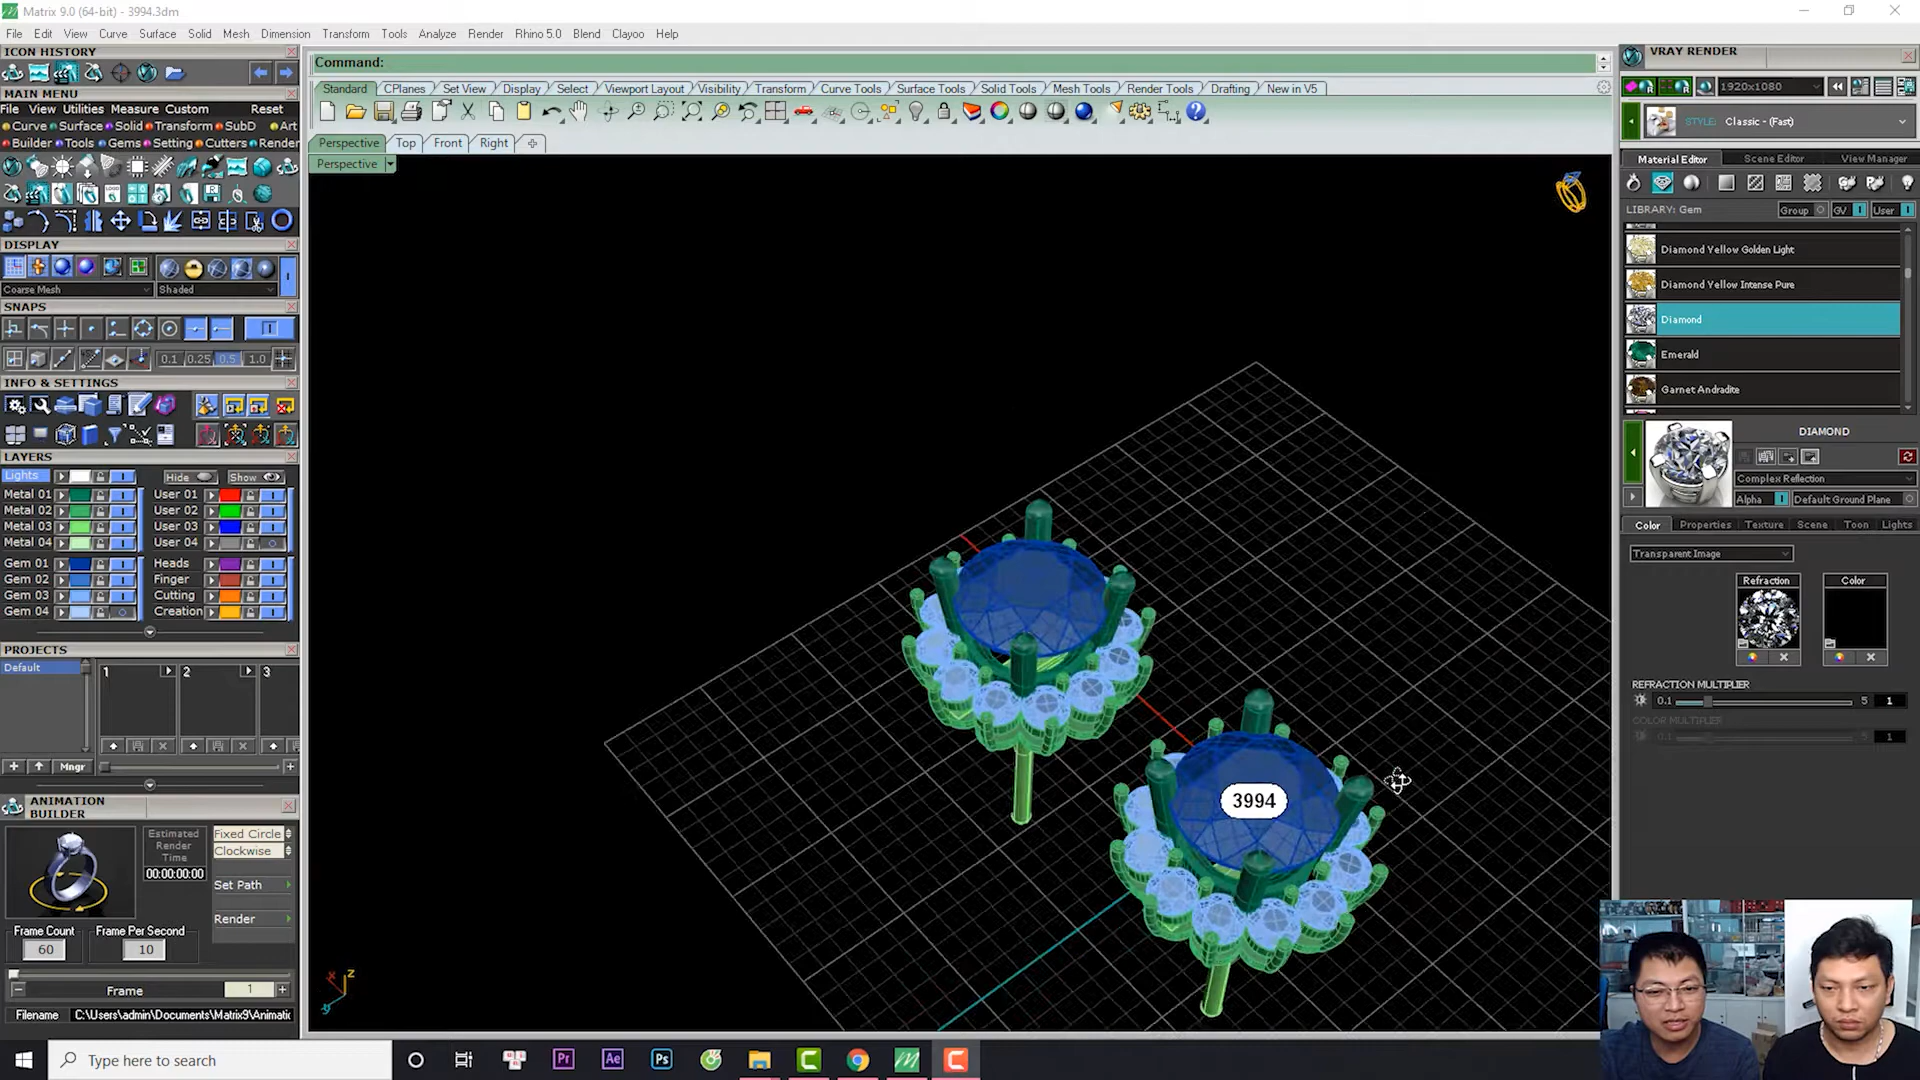 Matrix 9.0 (64-bit) - 3994.3dm
File Edit View Curve Surface Solid Mesh Dimension Transform Tools Analyze Render Rhino 5.0 Blend Clayoo Help
ICON HISTORY
MAIN MENU
File View Utilities Measure Custom Reset
Curve Surface Solid Transform SubD Art
Builder Tools Gems Setting Cutters Render
DISPLAY
Coarse Mesh Shaded
SNAPS
0.1 0.25 0.5 1.0
INFO & SETTINGS
LAYERS
Lights Hide Show
Metal 01 User 01
Metal 02 User 02
Metal 03 User 03
Metal 04 User 04
Gem 01 Heads
Gem 02 Finger
Gem 03 Cutting
Gem 04 Creation
PROJECTS
Default 1 2 3
Mngr
ANIMATION BUILDER
Estimated Render Time
00:00:00:00
Fixed Circle
Clockwise
Set Path
Render
Frame Count Frame Per Second
60 10
Frame 1
Filename C:\Users\admin\Documents\Matrix9\Animatic
Command:
Standard CPlanes Set View Display Select Viewport Layout Visibility Transform Curve Tools Surface Tools Solid Tools Mesh Tools Render Tools Drafting New in V5
Perspective Top Front Right
Perspective
3994
x z y
VRAY RENDER
1920x1080
STYLE: Classic - (Fast)
Material Editor Scene Editor View Manager
LIBRARY: Gem Group GV User
Diamond Yellow Golden Light
Diamond Yellow Intense Pure
Diamond
Emerald
Garnet Andradite
DIAMOND
Complex Reflection
Alpha Default Ground Plane
Color Properties Texture Scene Toon Lights
Transparent Image
Refraction Color
REFRACTION MULTIPLIER
0.1 5 1
COLOR MULTIPLIER
0.1 5 1
Type here to search
Pr Ae Ps